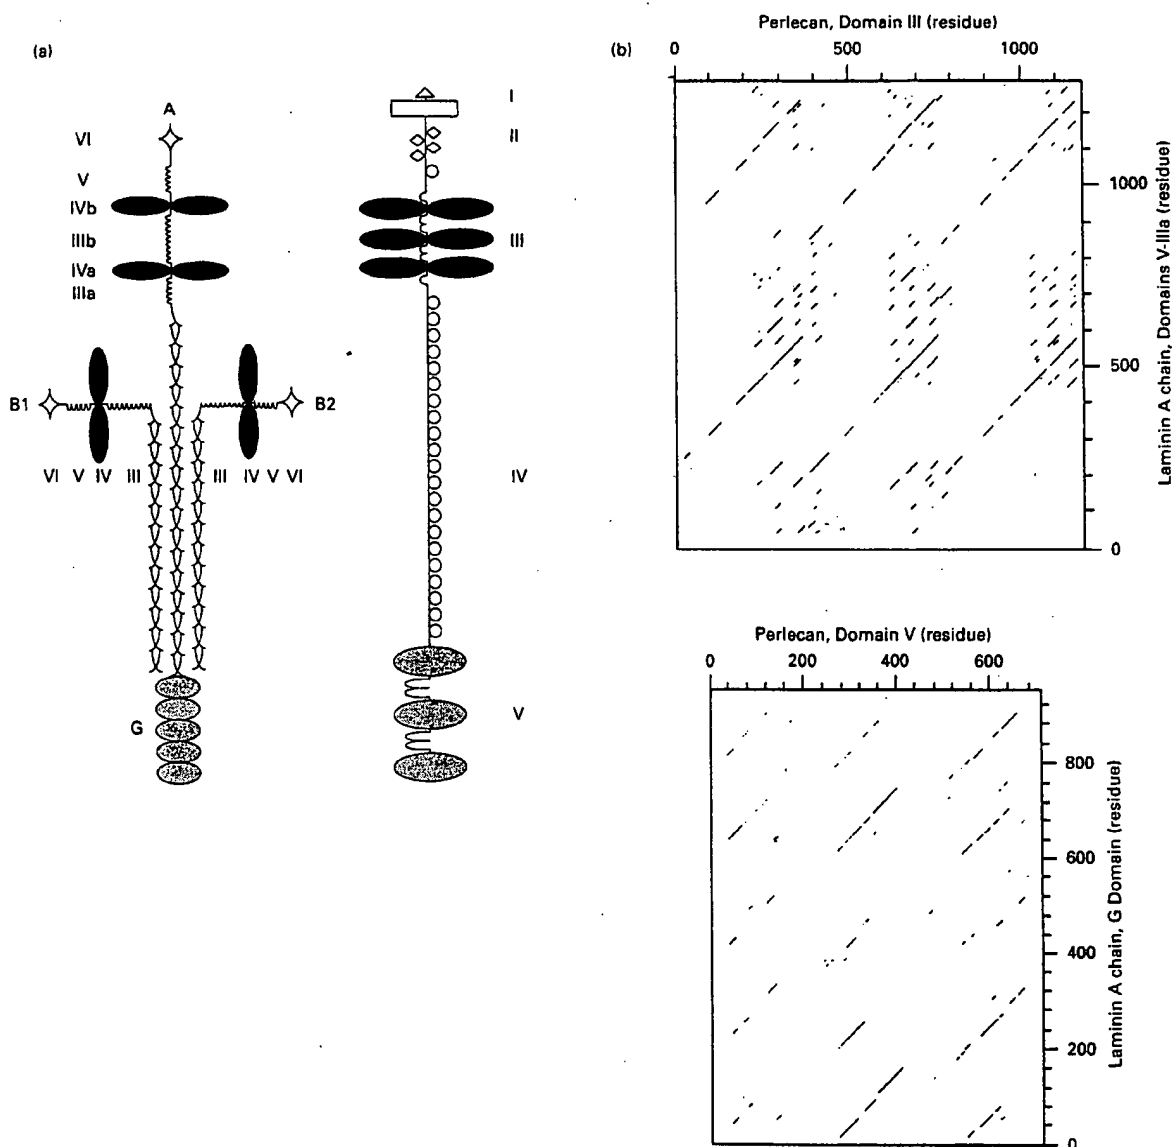 (a)
A
VI
V
IVb
IIIb
IVa
IIIa
B1
B2
VI V IV III
III IV V VI
G
I
II
III
IV
V
(b)
Perlecan, Domain III (residue)
0 500 1000
1000
500
0
Laminin A chain, Domains V-IIIa (residue)
Perlecan, Domain V (residue)
0 200 400 600
800
600
400
200
0
Laminin A chain, G Domain (residue)